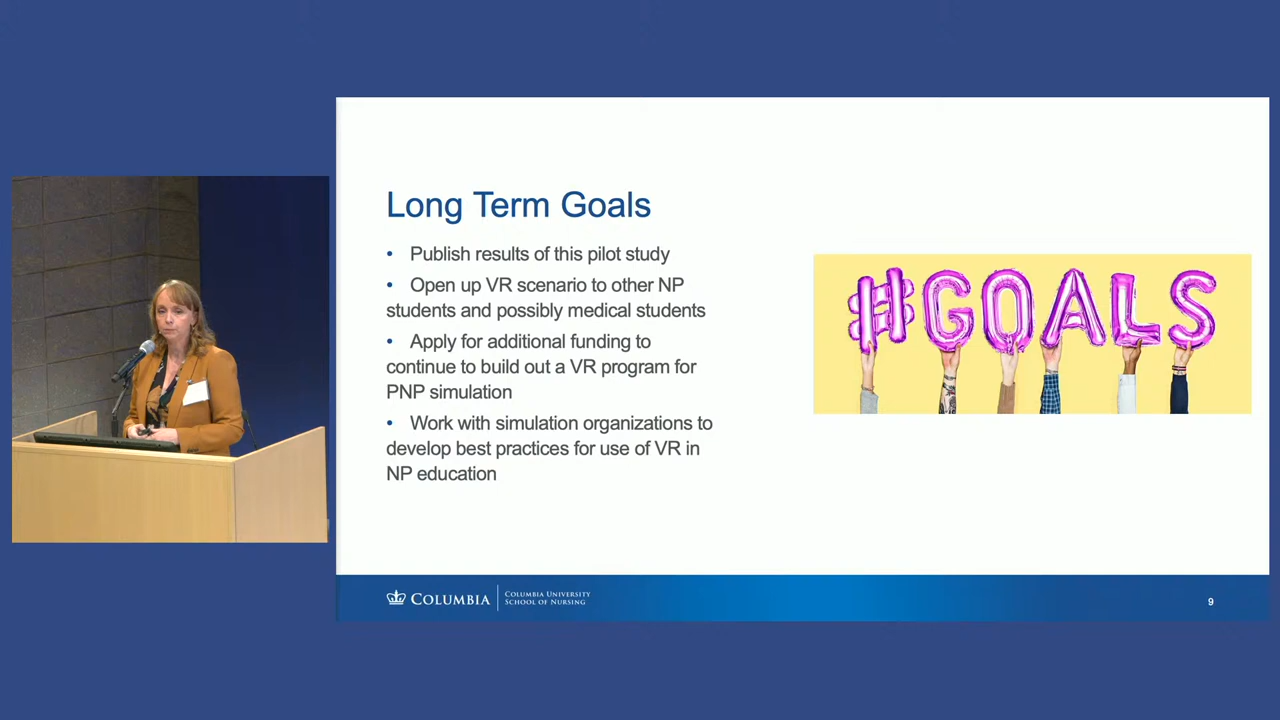 Long Term Goals
• Publish results of this pilot study
• Open up VR scenario to other NP
students and possibly medical students
• Apply for additional funding to
continue to build out a VR program for
PNP simulation
• Work with simulation organizations to
develop best practices for use of VR in
NP education
#GOALS
COLUMBIA
COLUMBIA UNIVERSITY
SCHOOL OF NURSING
9